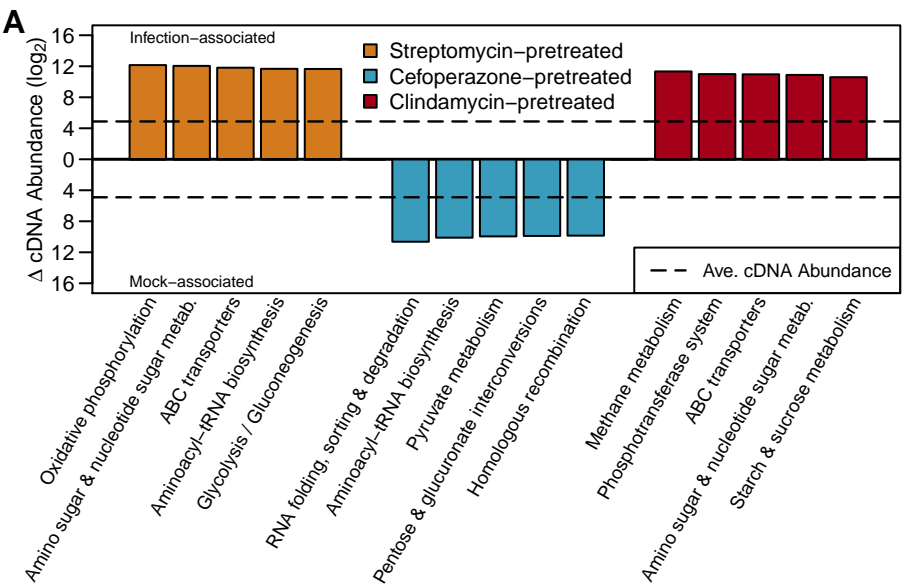 A
Δ cDNA Abundance (log2)
16
12
8
4
0
4
8
12
16
Infection−associated
Streptomycin−pretreated
Cefoperazone−pretreated
Clindamycin−pretreated
Mock−associated
Ave. cDNA Abundance
Oxidative phosphorylation
Amino sugar & nucleotide sugar metab.
ABC transporters
Aminoacyl−tRNA biosynthesis
Glycolysis / Gluconeogenesis
RNA folding, sorting & degradation
Aminoacyl−tRNA biosynthesis
Pyruvate metabolism
Pentose & glucuronate interconversions
Homologous recombination
Methane metabolism
Phosphotransferase system
ABC transporters
Amino sugar & nucleotide sugar metab.
Starch & sucrose metabolism